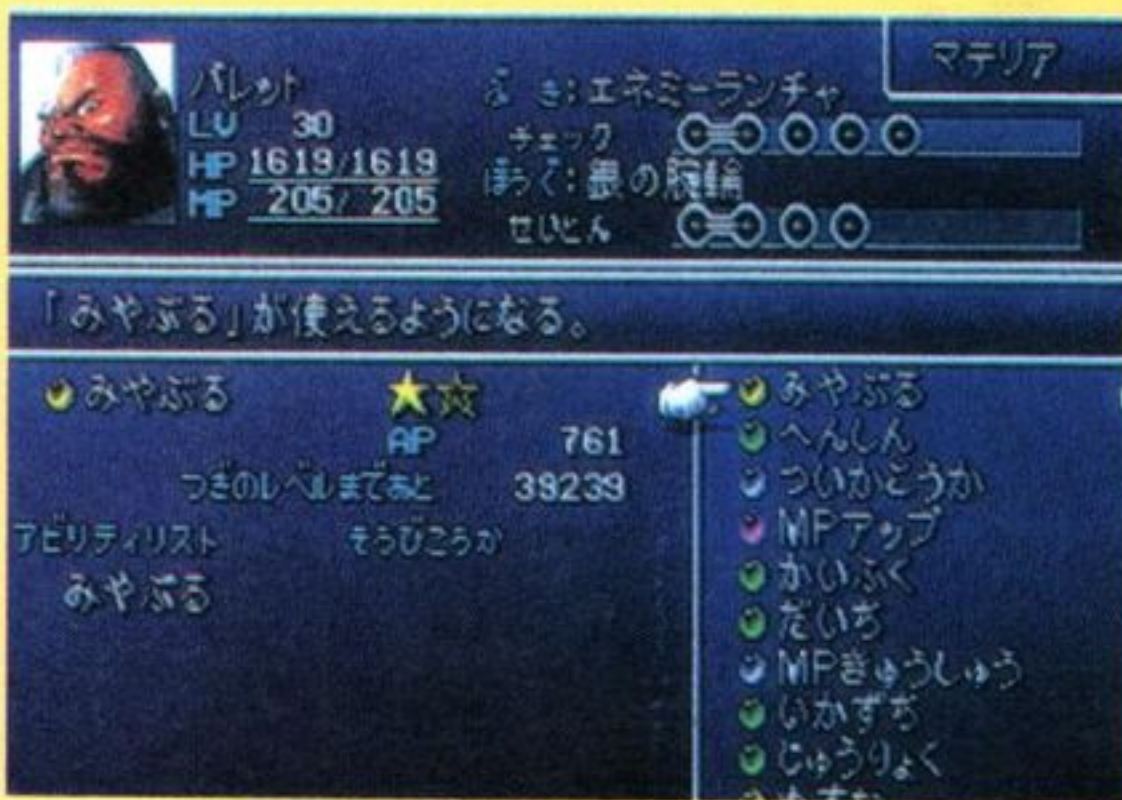 マテリア
バレット
LV 30
HP 1619/1619
MP 205/ 205
ぶき:エネミーランチャ
チェック
ぼうぐ:銀の腕輪
せいとん
「みやぶる」が使えるようになる。
みやぶる ★☆
AP 761
つぎのレベルまであと 39239
アビリティリスト そうびこうか
みやぶる
みやぶる
へんしん
ついかこうか
MPアップ
かいふく
だいち
MPきゅうしゅう
いかずち
じゅうりょく